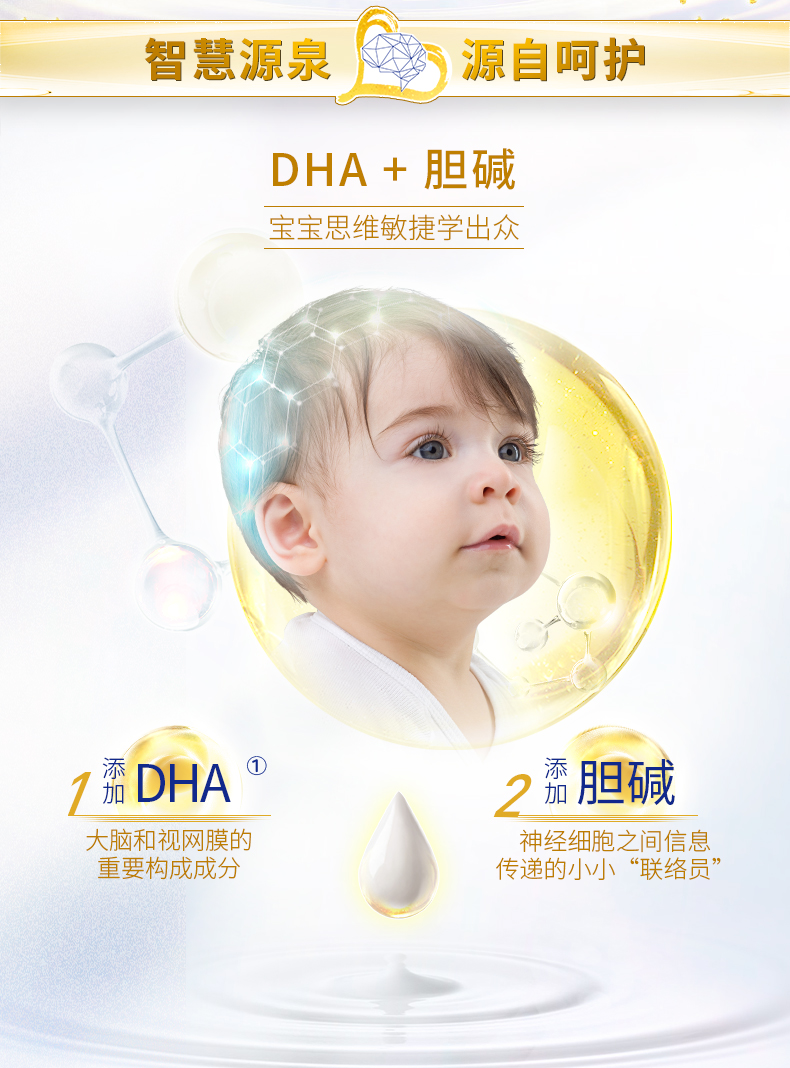 智慧源泉 源自呵护
DHA + 胆碱
宝宝思维敏捷学出众
1 添加 DHA ①
大脑和视网膜的
重要构成成分
2 添加 胆碱
神经细胞之间信息
传递的小小“联络员”